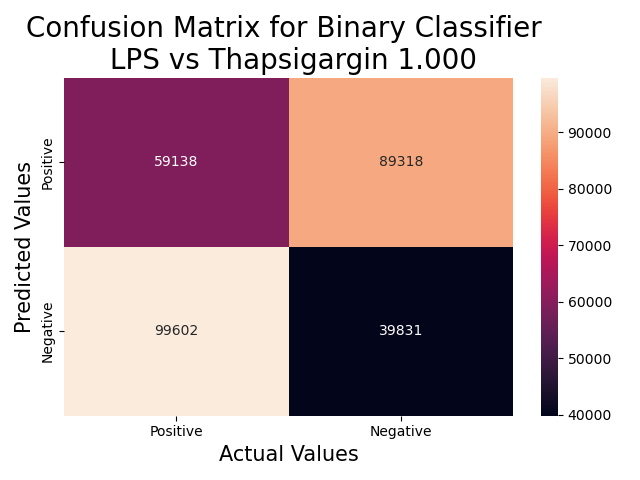 Confusion Matrix for Binary Classifier
LPS vs Thapsigargin 1.000
Predicted Values
Positive
Negative
59138
89318
99602
39831
Positive
Negative
Actual Values
90000
80000
70000
60000
50000
40000